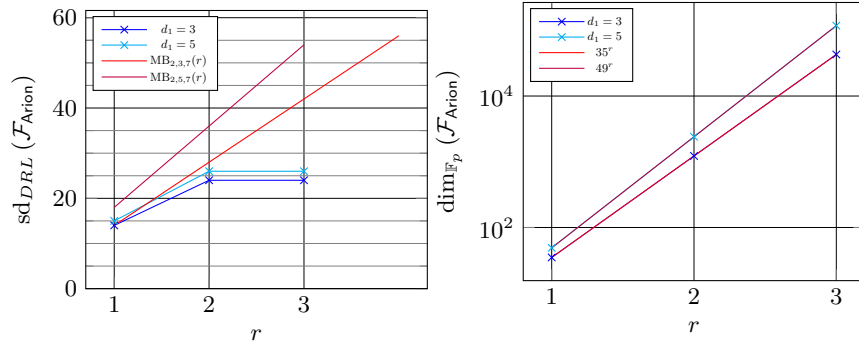 60
40
20
0
1
2
3
r
sd_{DRL} (\mathcal{F}_{Arion})
d_1 = 3
d_1 = 5
MB_{2,3,7}(r)
MB_{2,5,7}(r)
10^4
10^2
1
2
3
r
dim_{\mathbb{F}_p} (\mathcal{F}_{Arion})
d_1 = 3
d_1 = 5
35^r
49^r